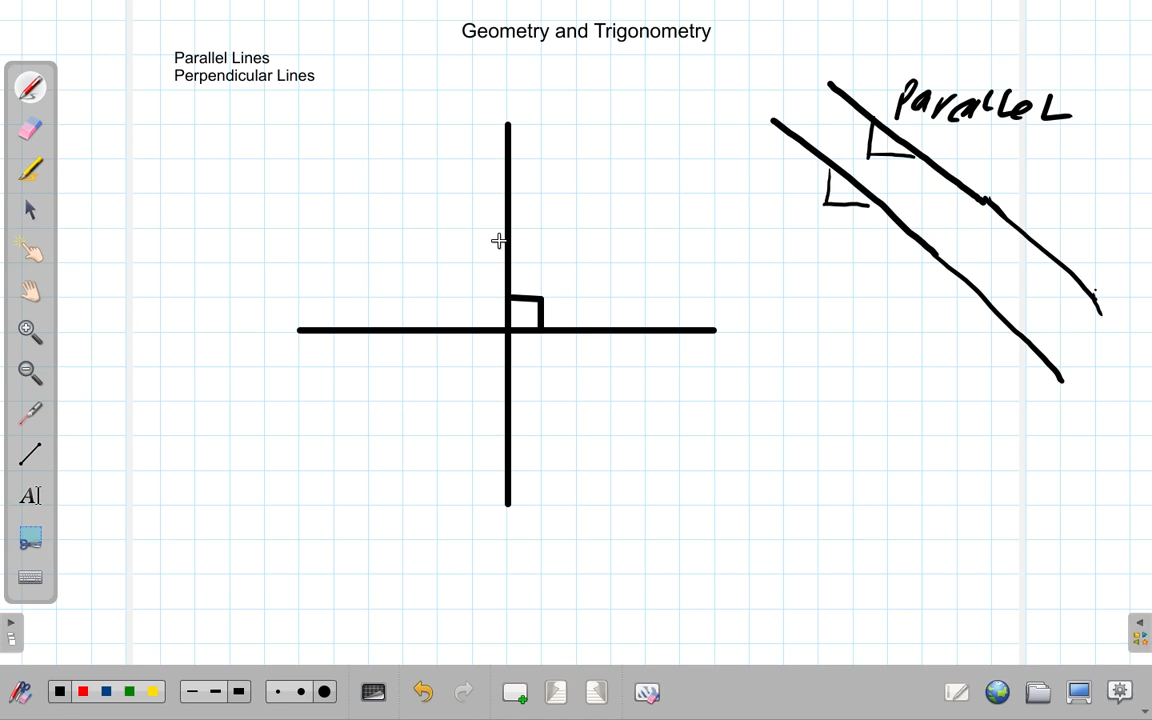 Geometry and Trigonometry
Parallel Lines
Perpendicular Lines
ParalleL
A